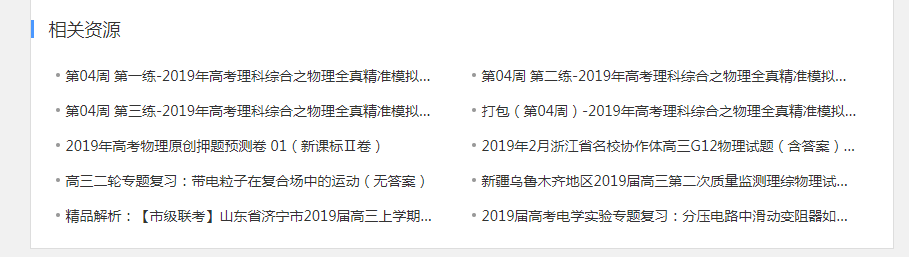 相关资源
第04周 第一练-2019年高考理科综合之物理全真精准模拟...
第04周 第二练-2019年高考理科综合之物理全真精准模拟...
第04周 第三练-2019年高考理科综合之物理全真精准模拟...
打包（第04周）-2019年高考理科综合之物理全真精准模拟...
2019年高考物理原创押题预测卷 01（新课标Ⅱ卷）
2019年2月浙江省名校协作体高三G12物理试题（含答案）...
高三二轮专题复习：带电粒子在复合场中的运动（无答案）
新疆乌鲁木齐地区2019届高三第二次质量监测理综物理试...
精品解析：【市级联考】山东省济宁市2019届高三上学期...
2019届高考电学实验专题复习：分压电路中滑动变阻器如...